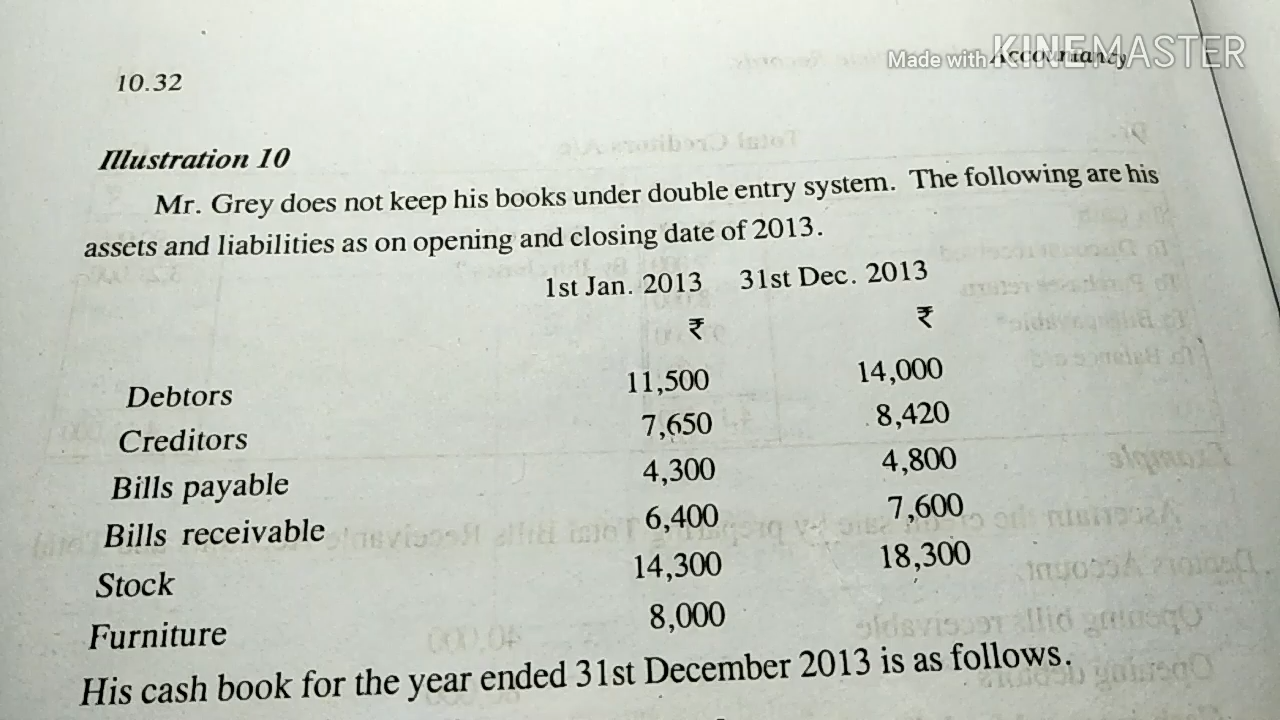 Made with KINEMASTER
Accountancy
10.32
Illustration 10
Mr. Grey does not keep his books under double entry system. The following are his
assets and liabilities as on opening and closing date of 2013.
1st Jan. 2013 31st Dec. 2013
₹ ₹
Debtors 11,500 14,000
Creditors 7,650 8,420
Bills payable 4,300 4,800
Bills receivable 6,400 7,600
Stock 14,300 18,300
Furniture 8,000
His cash book for the year ended 31st December 2013 is as follows.